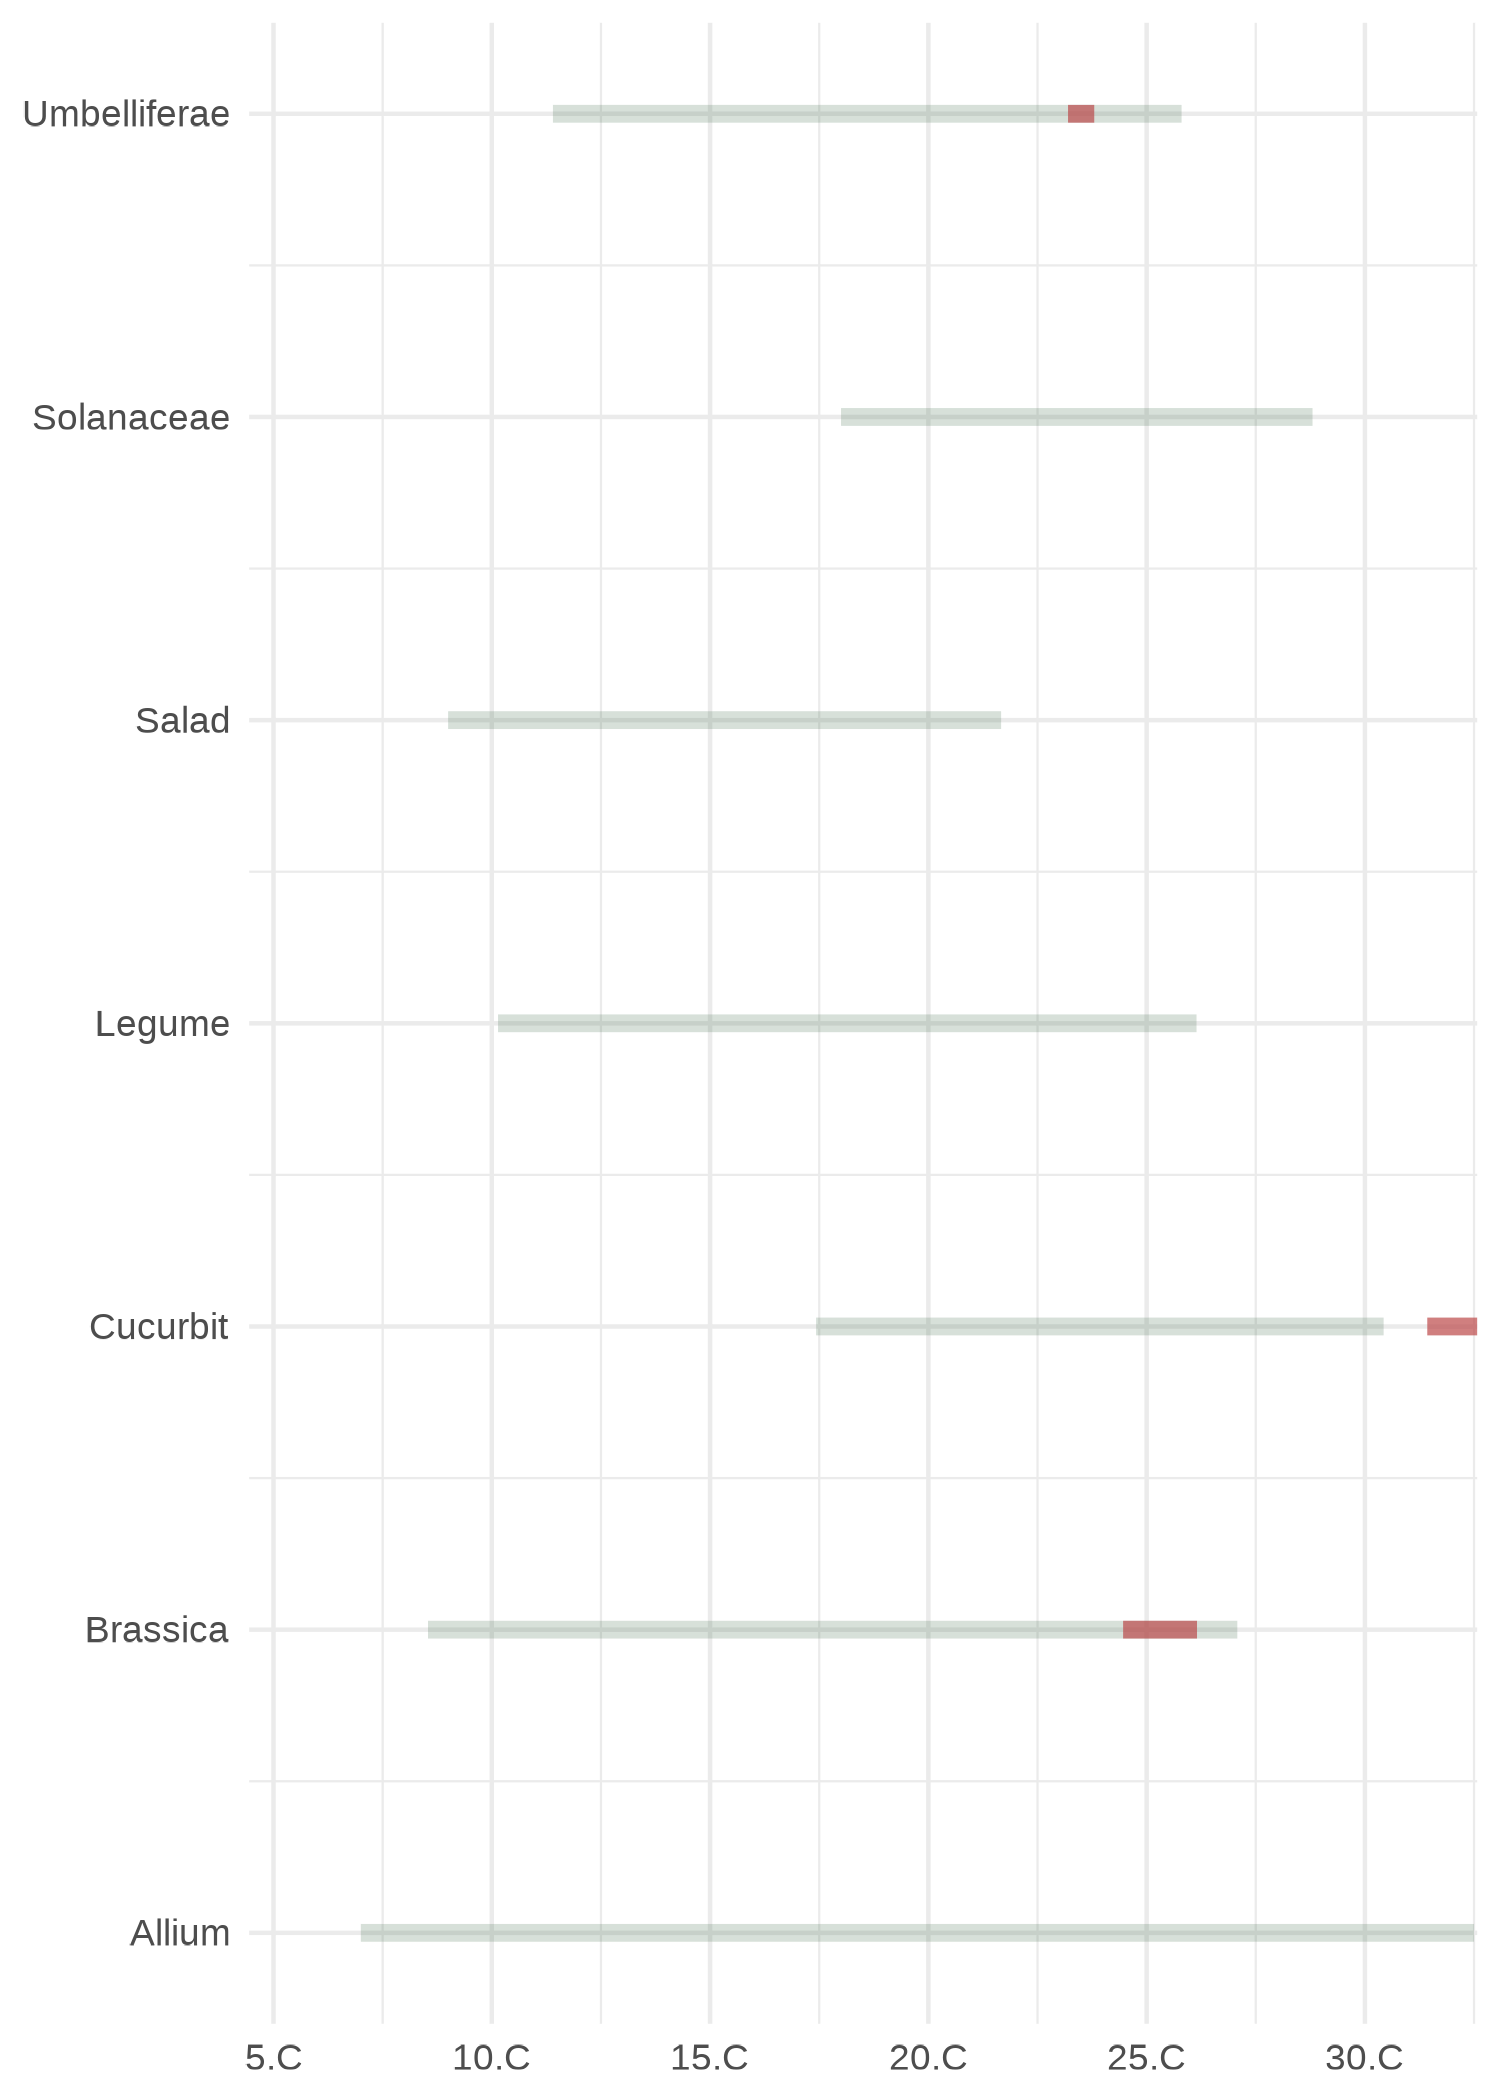 Umbelliferae
Solanaceae
Salad
Legume
Cucurbit
Brassica
Allium
5.C 10.C 15.C 20.C 25.C 30.C